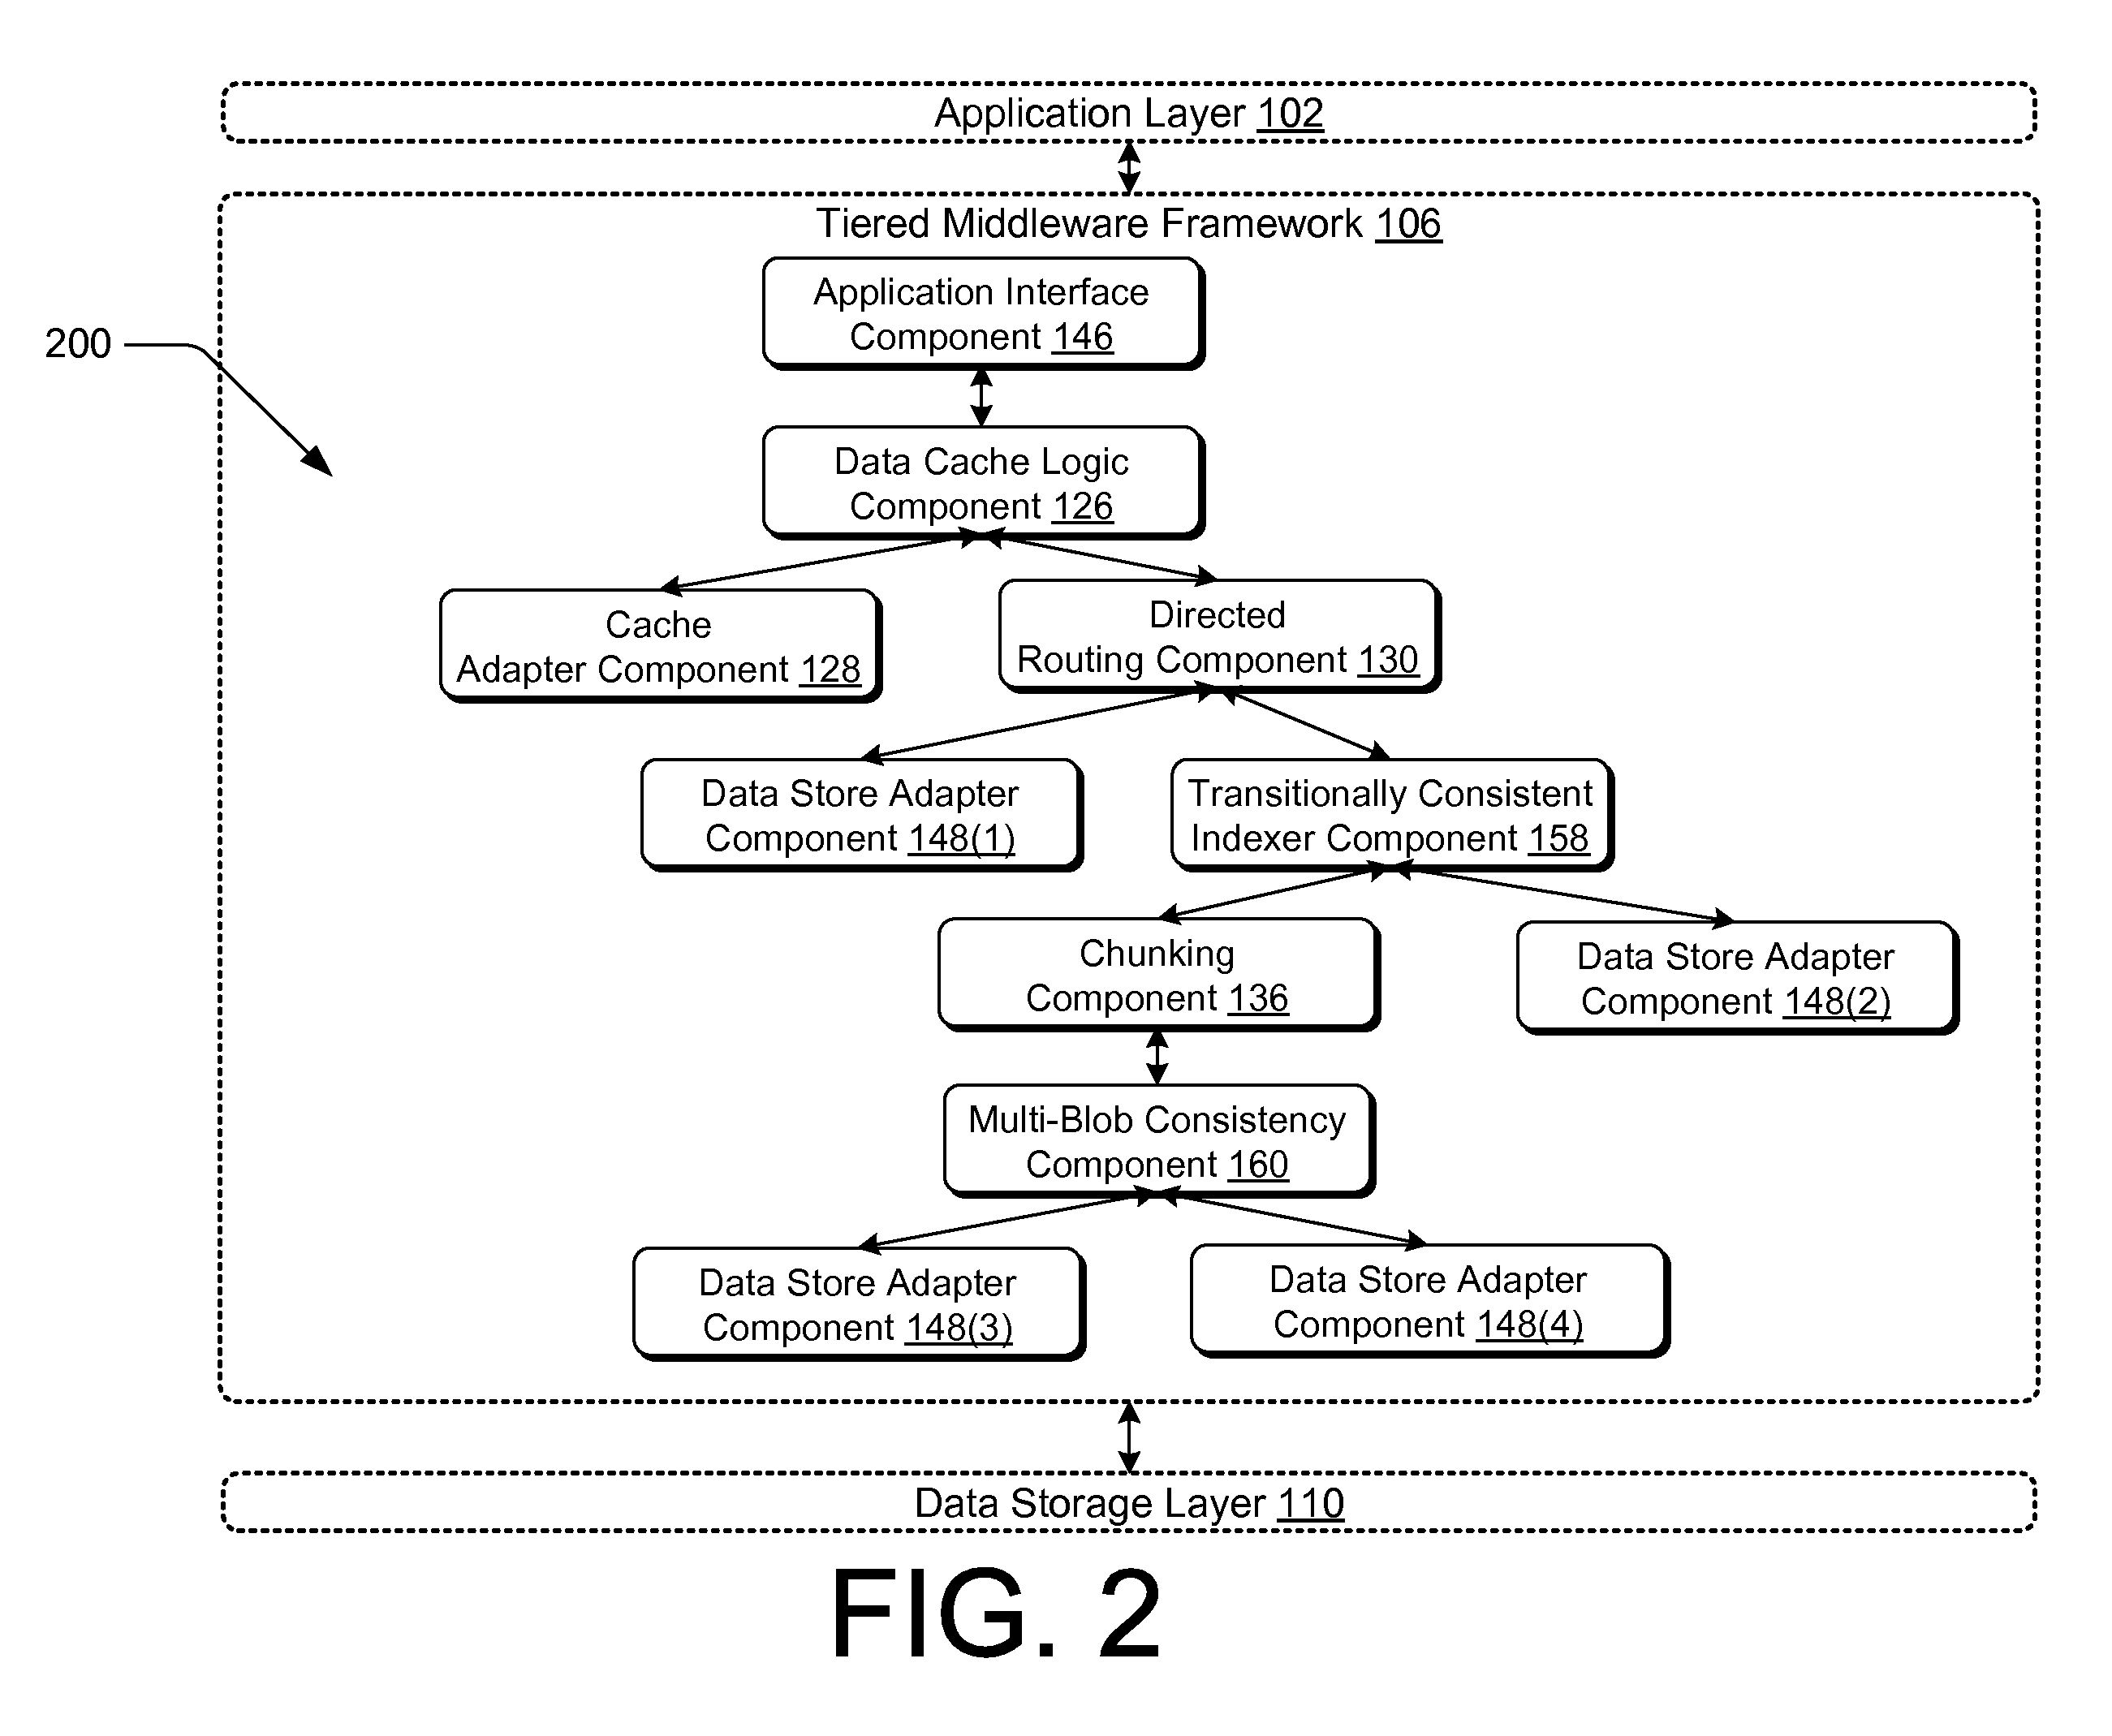 Application Layer 102
Tiered Middleware Framework 106
Application Interface
Component 146
200
Data Cache Logic
Component 126
Cache
Adapter Component 128
Directed
Routing Component 130
Data Store Adapter
Component 148(1)
Transitionally Consistent
Indexer Component 158
Chunking
Component 136
Data Store Adapter
Component 148(2)
Multi-Blob Consistency
Component 160
Data Store Adapter
Component 148(3)
Data Store Adapter
Component 148(4)
Data Storage Layer 110
FIG. 2